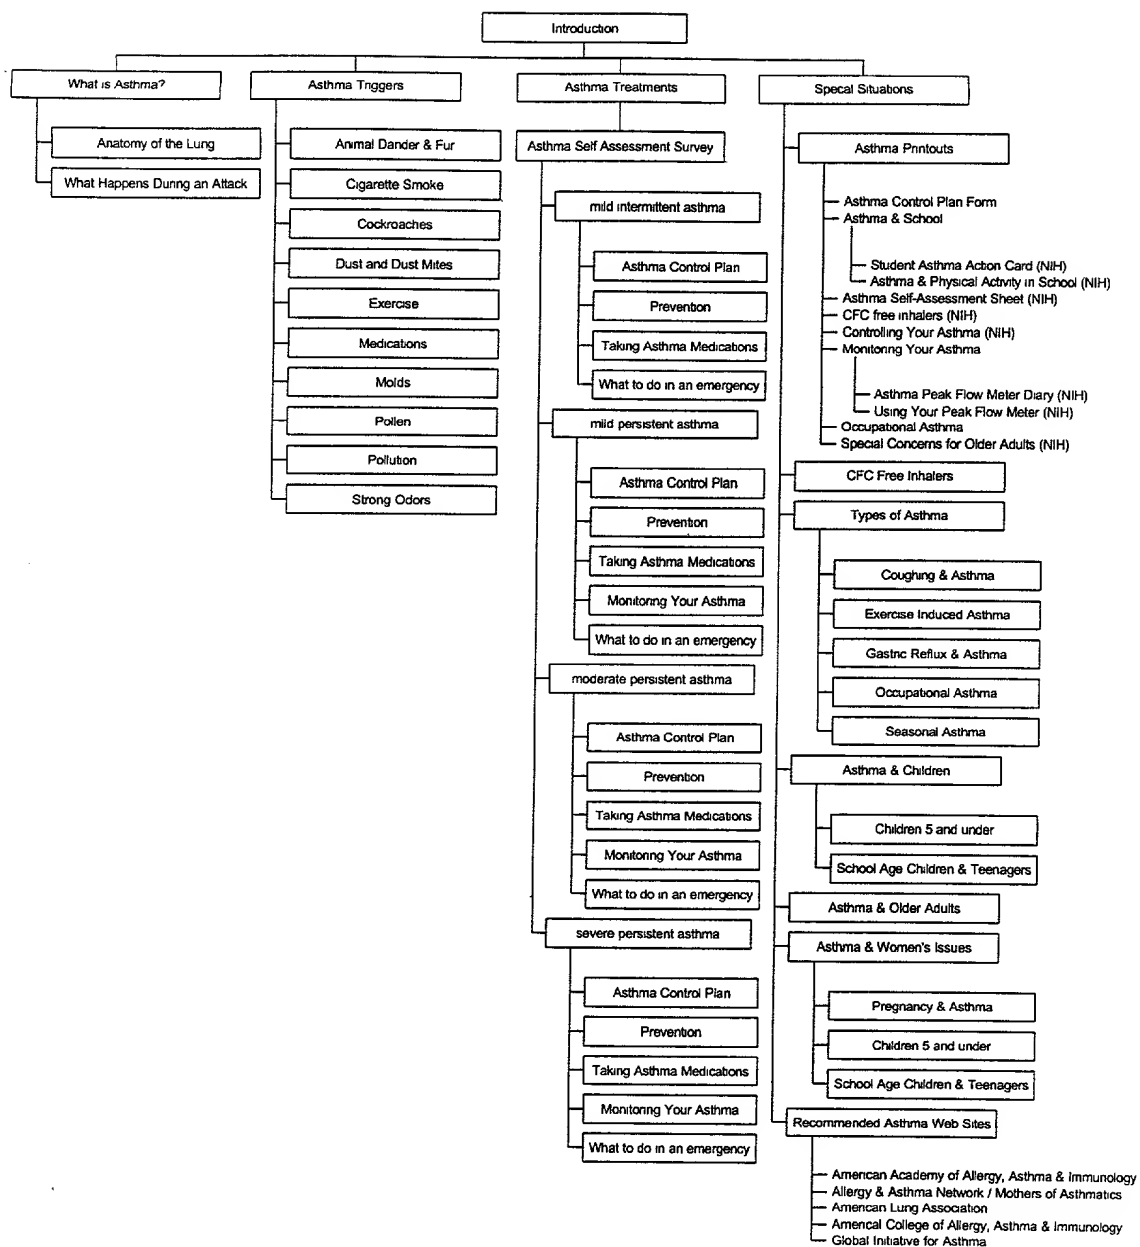 Introduction
What is Asthma?
Anatomy of the Lung
What Happens During an Attack
Asthma Triggers
Animal Dander & Fur
Cigarette Smoke
Cockroaches
Dust and Dust Mites
Exercise
Medications
Molds
Pollen
Pollution
Strong Odors
Asthma Treatments
Asthma Self Assessment Survey
mild intermittent asthma
Asthma Control Plan
Prevention
Taking Asthma Medications
What to do in an emergency
mild persistent asthma
Asthma Control Plan
Prevention
Taking Asthma Medications
Monitoring Your Asthma
What to do in an emergency
moderate persistent asthma
Asthma Control Plan
Prevention
Taking Asthma Medications
Monitoring Your Asthma
What to do in an emergency
severe persistent asthma
Asthma Control Plan
Prevention
Taking Asthma Medications
Monitoring Your Asthma
What to do in an emergency
Specal Situations
Asthma Printouts
Asthma Control Plan Form
Asthma & School
Student Asthma Action Card (NIH)
Asthma & Physical Activity in School (NIH)
Asthma Self-Assessment Sheet (NIH)
CFC free inhalers (NIH)
Controlling Your Asthma (NIH)
Monitoring Your Asthma
Asthma Peak Flow Meter Diary (NIH)
Using Your Peak Flow Meter (NIH)
Occupational Asthma
Special Concerns for Older Adults (NIH)
CFC Free Inhalers
Types of Asthma
Coughing & Asthma
Exercise Induced Asthma
Gastric Reflux & Asthma
Occupational Asthma
Seasonal Asthma
Asthma & Children
Children 5 and under
School Age Children & Teenagers
Asthma & Older Adults
Asthma & Women's Issues
Pregnancy & Asthma
Children 5 and under
School Age Children & Teenagers
Recommended Asthma Web Sites
American Academy of Allergy, Asthma & Immunology
Allergy & Asthma Network / Mothers of Asthmatics
American Lung Association
Amerncal College of Allergy, Asthma & Immunology
Global Initiative for Asthma